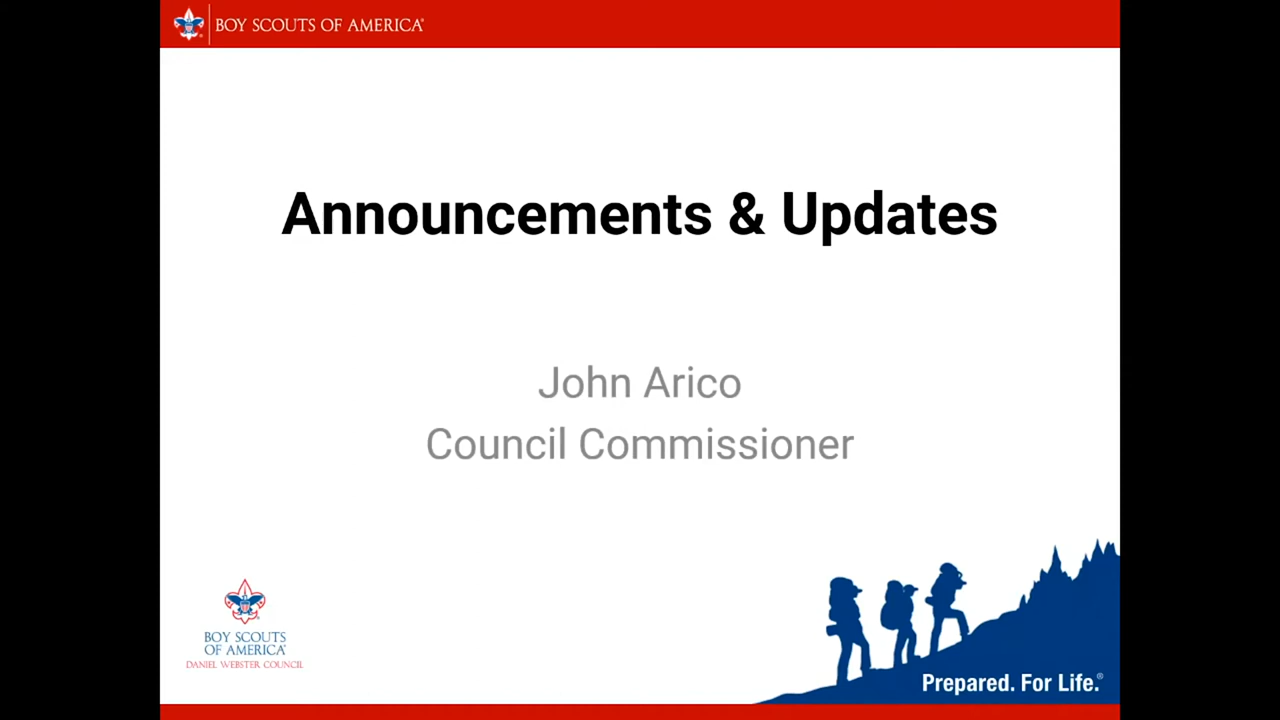 BOY SCOUTS OF AMERICA®
Announcements & Updates
John Arico
Council Commissioner
BOY SCOUTS
OF AMERICA®
DANIEL WEBSTER COUNCIL
Prepared. For Life.®